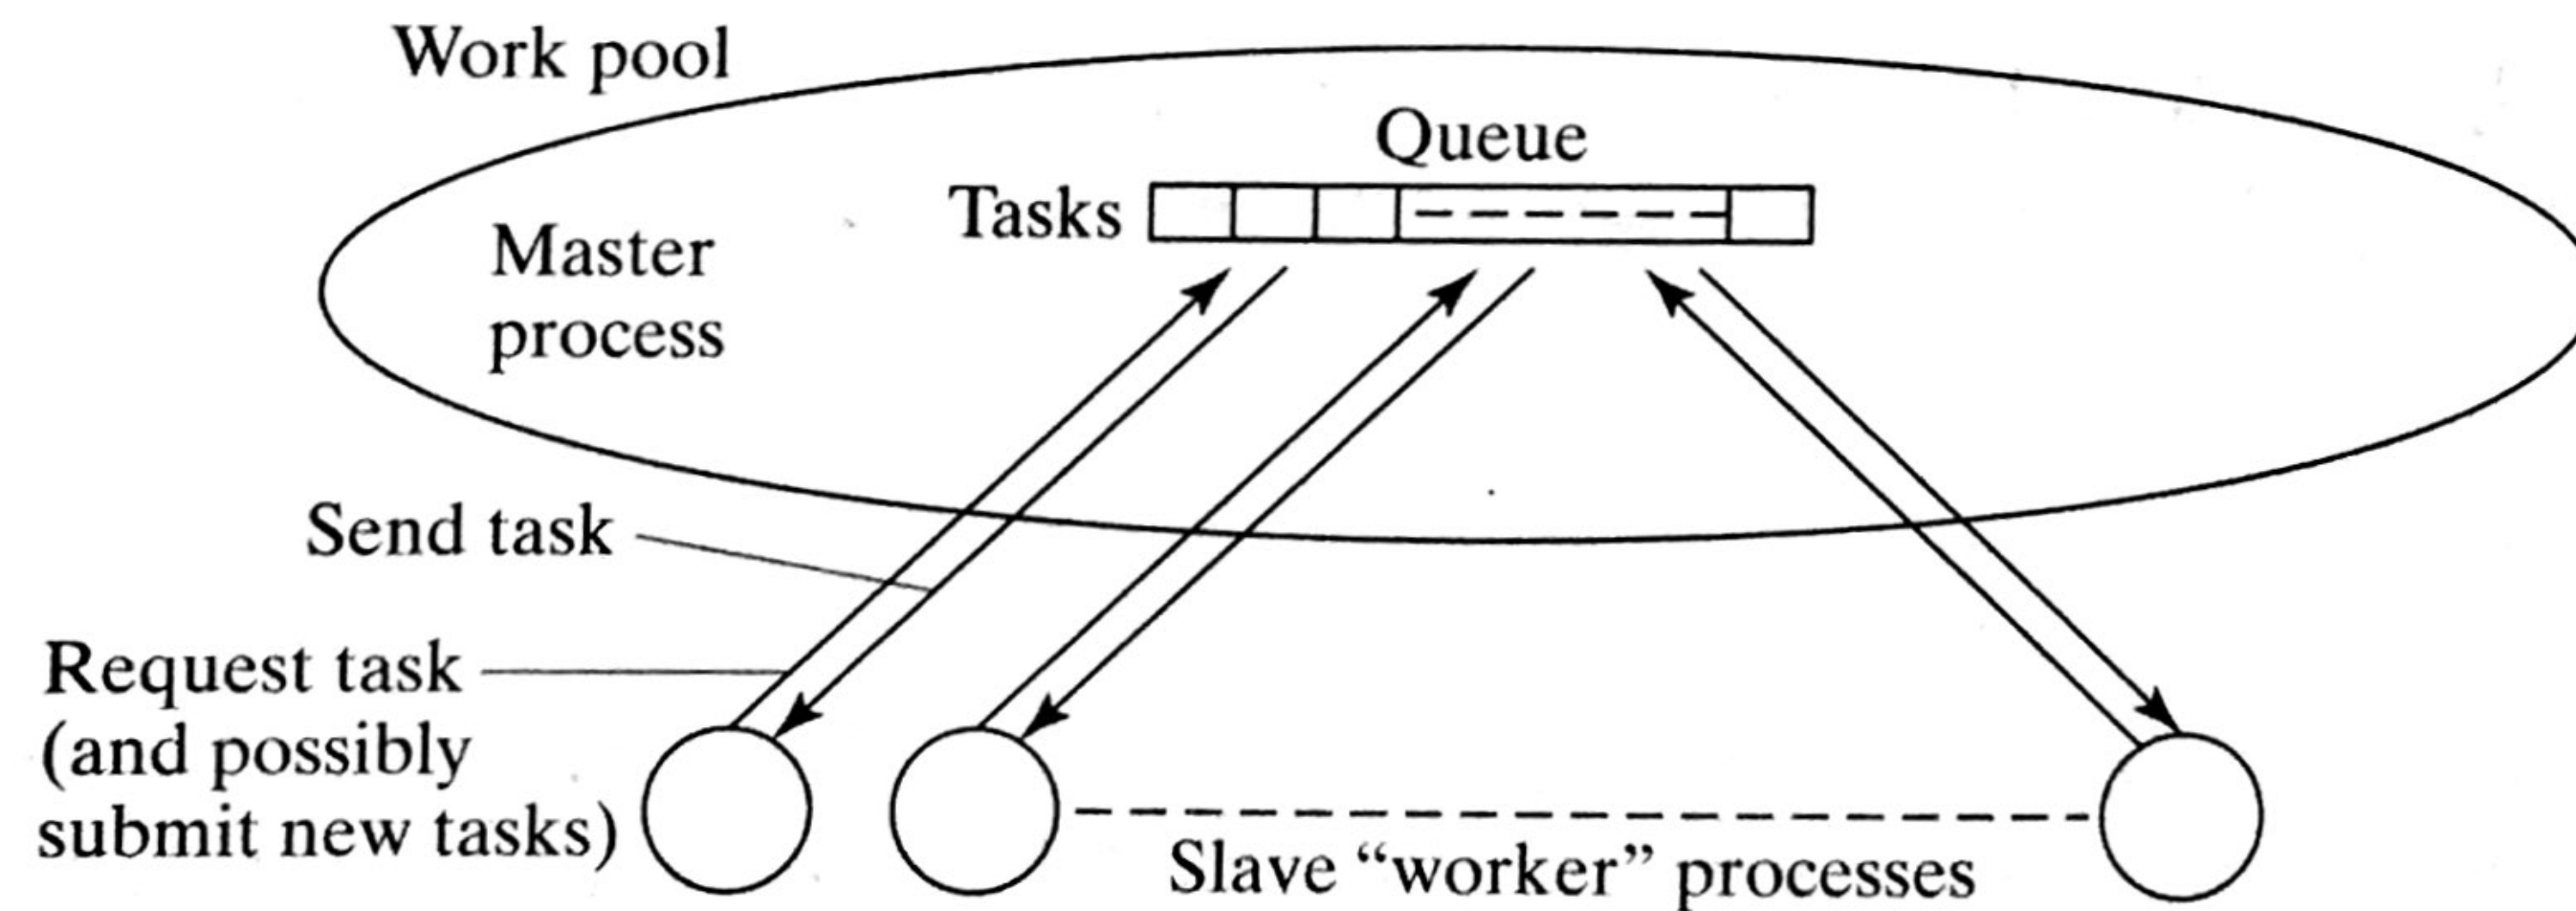 Work pool
Queue
Tasks
Master
process
Send task
Request task
(and possibly
submit new tasks)
Slave “worker” processes